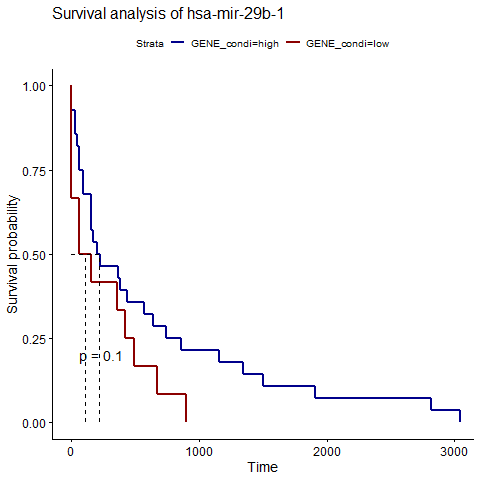 Survival analysis of hsa-mir-29b-1
Strata GENE_condi=high GENE_condi=low
1.00
0.75
0.50
0.25
0.00
Survival probability
p = 0.1
0 1000 2000 3000
Time